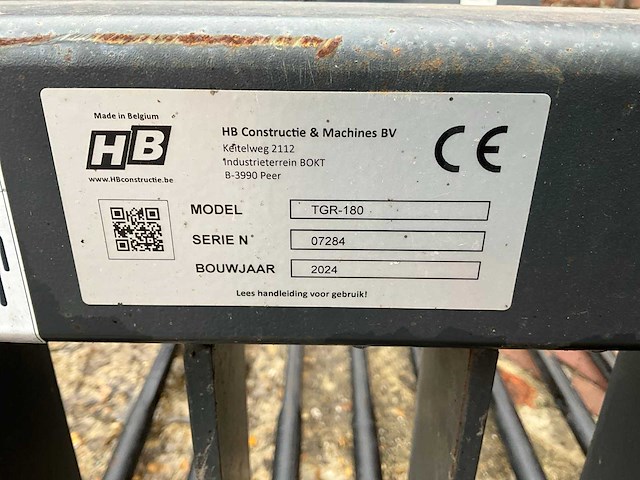 Made in Belgium
HB
www.HBconstructie.be
HB Constructie & Machines BV
Keitelweg 2112
Industrieterrein BOKT
B-3990 Peer
CE
MODEL TGR-180
SERIE N° 07284
BOUWJAAR 2024
Lees handleiding voor gebruik!